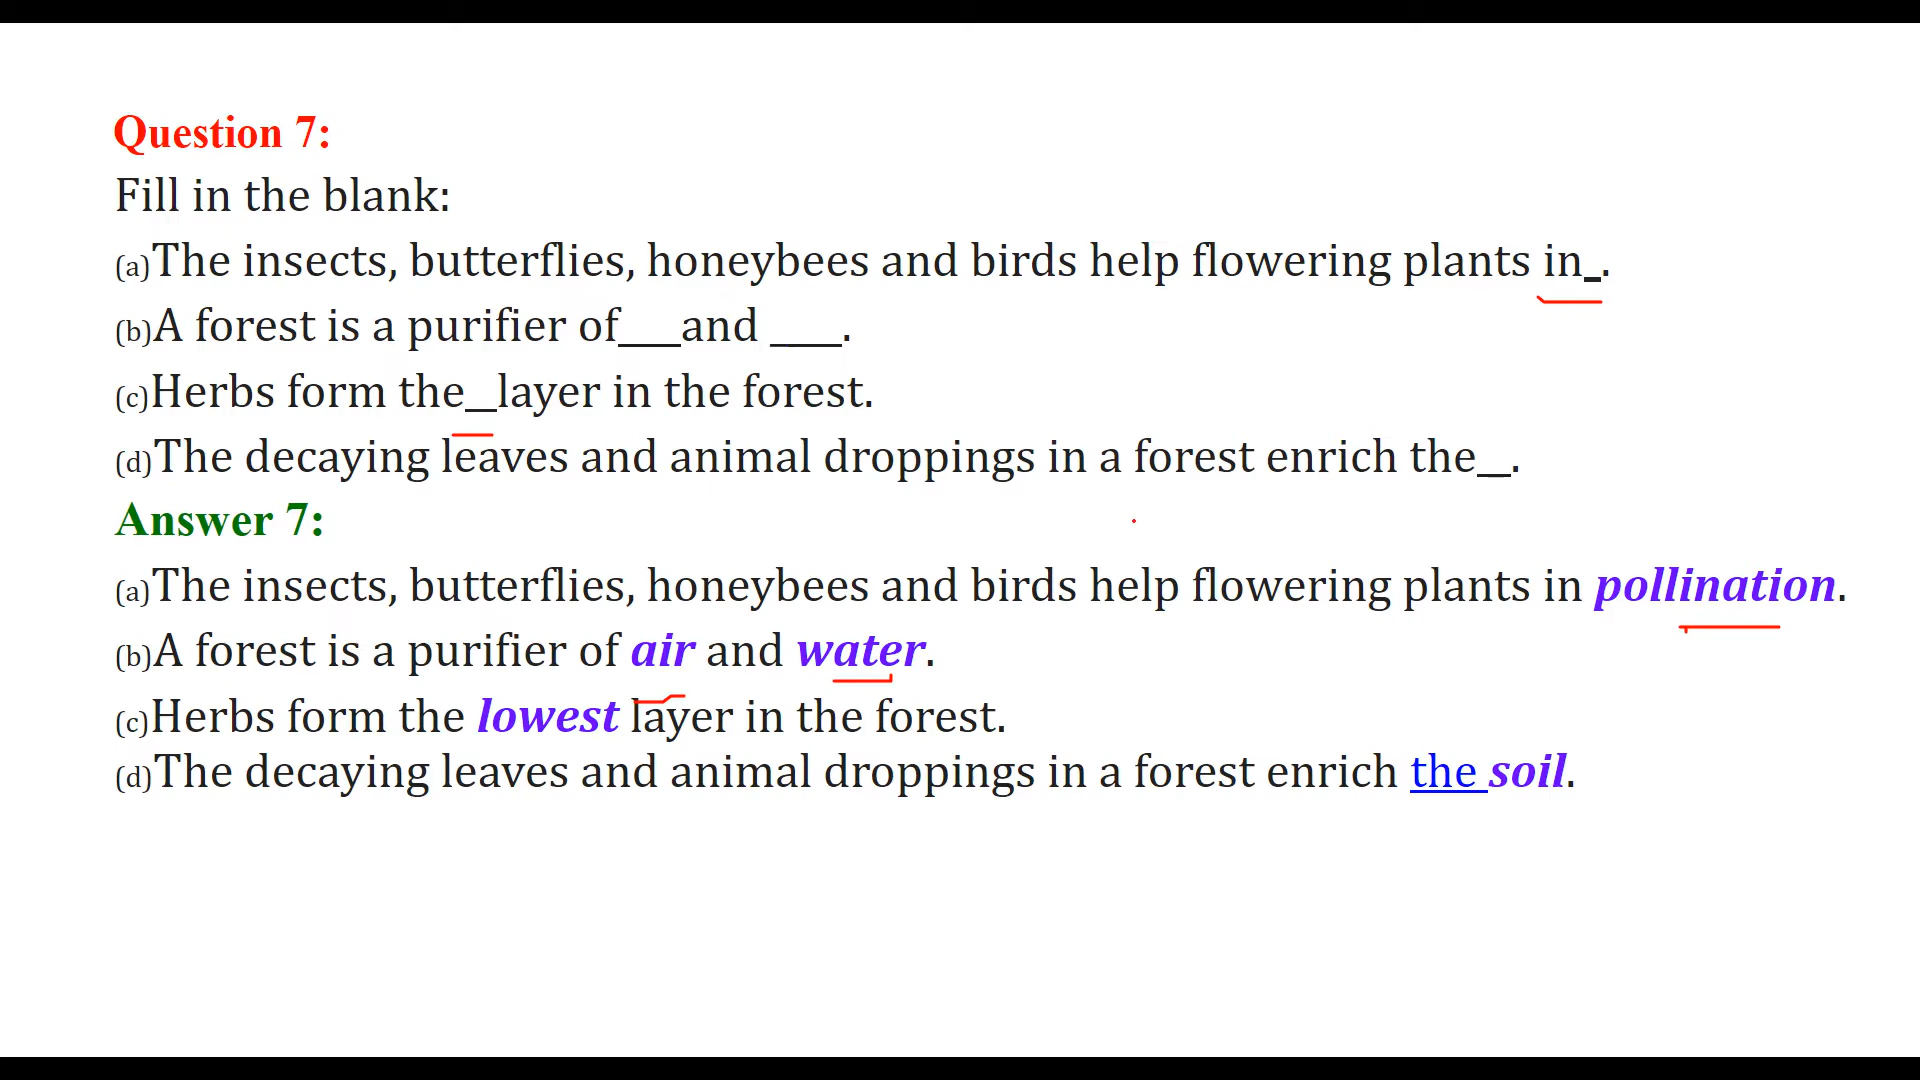 Question 7:
Fill in the blank:
(a)The insects, butterflies, honeybees and birds help flowering plants in_.
(b)A forest is a purifier of___and ___.
(c)Herbs form the__layer in the forest.
(d)The decaying leaves and animal droppings in a forest enrich the__.
Answer 7:
(a)The insects, butterflies, honeybees and birds help flowering plants in pollination.
(b)A forest is a purifier of air and water.
(c)Herbs form the lowest layer in the forest.
(d)The decaying leaves and animal droppings in a forest enrich the soil.